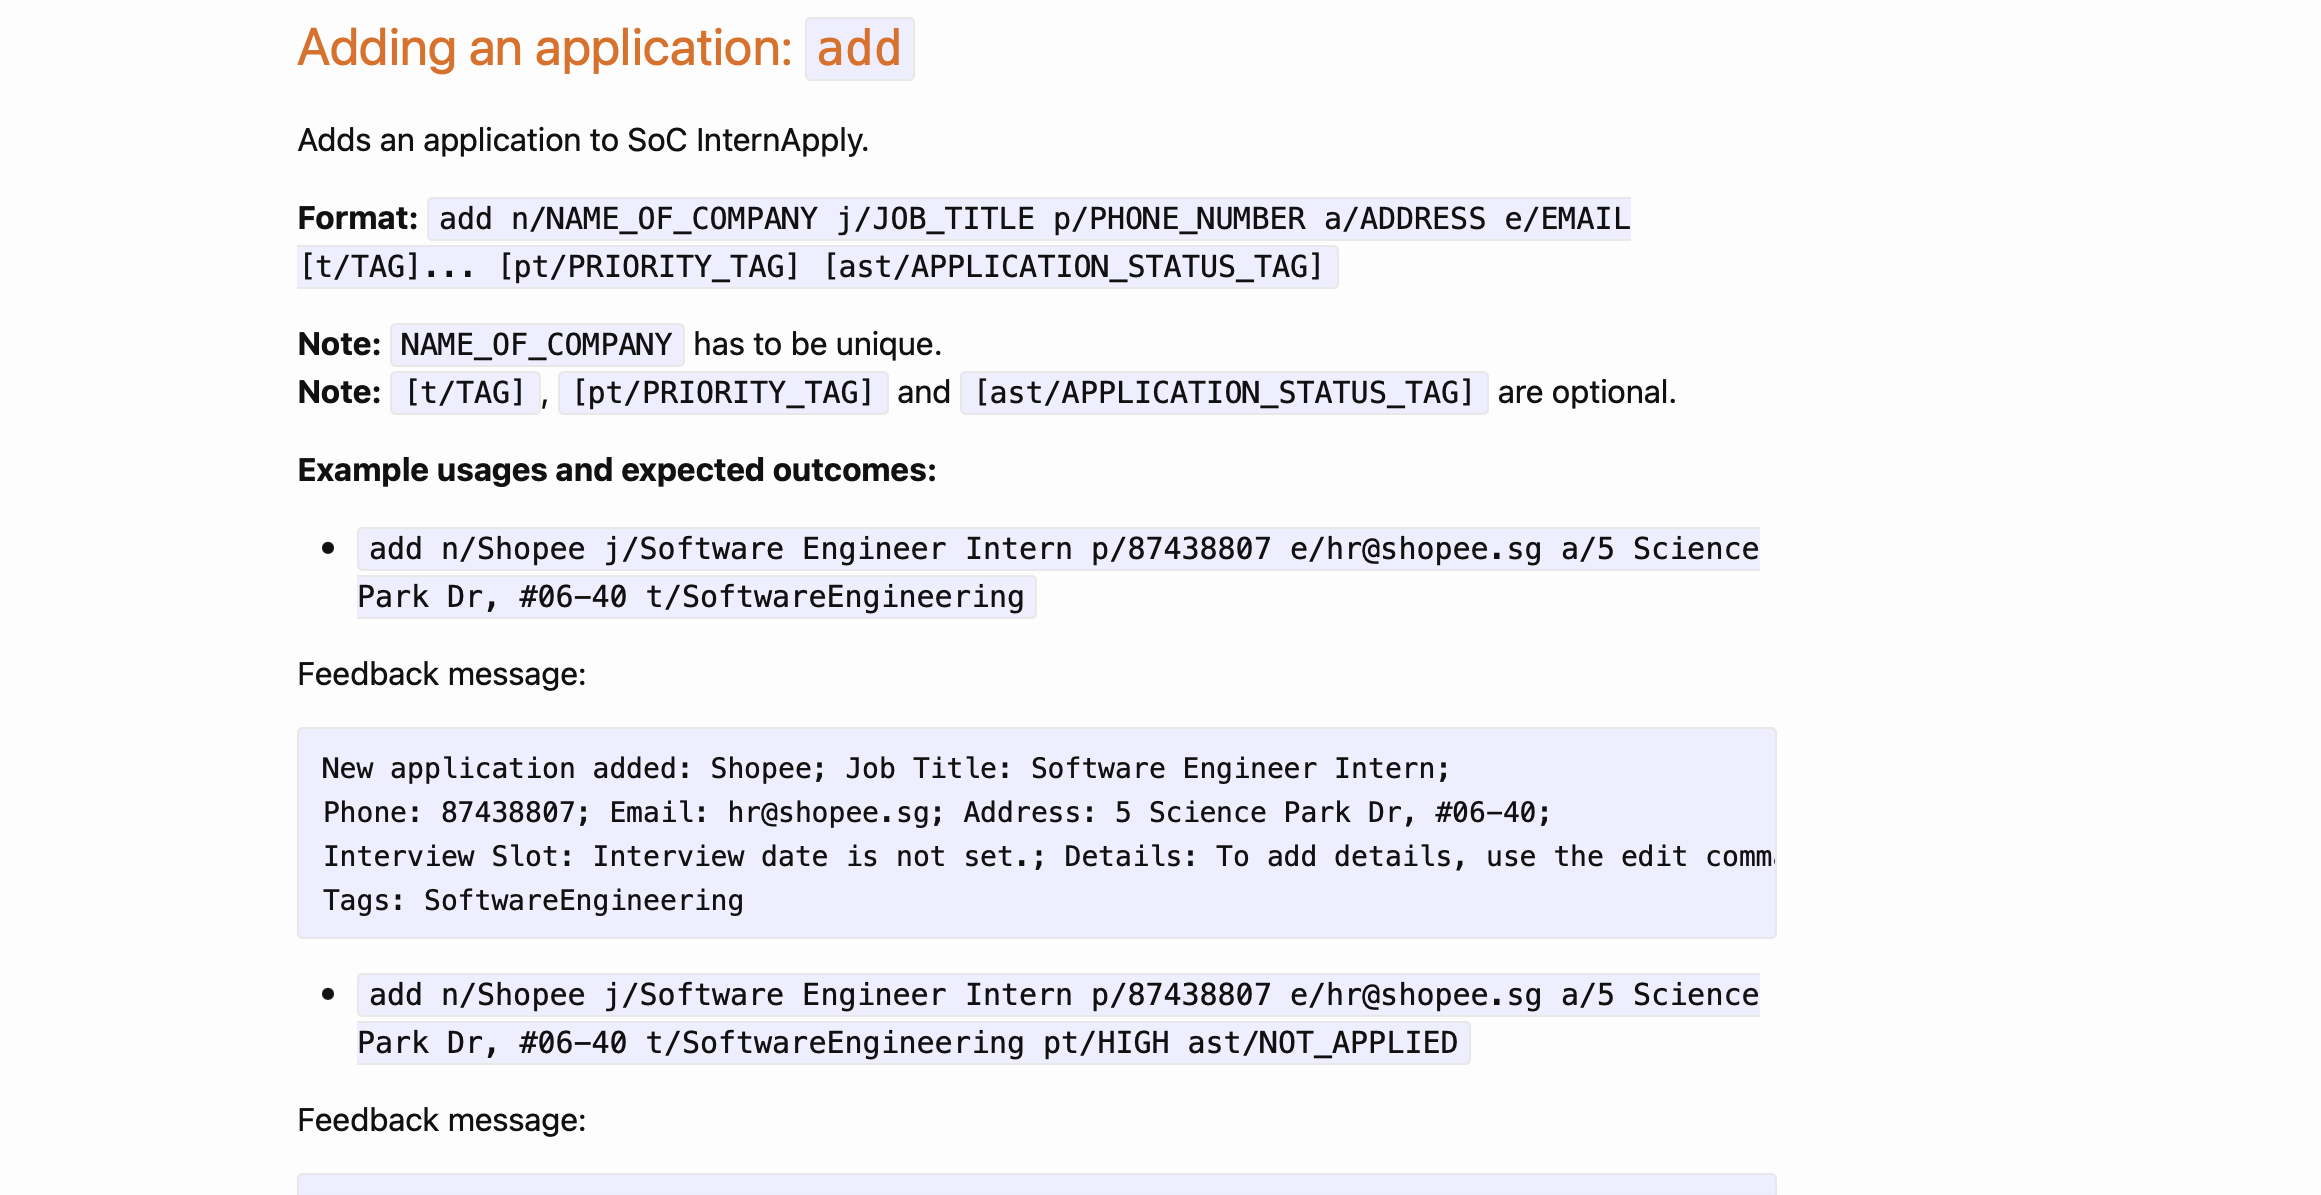 Adding an application: add
Adds an application to SoC InternApply.
Format: add n/NAME_OF_COMPANY j/JOB_TITLE p/PHONE_NUMBER a/ADDRESS e/EMAIL
[t/TAG]... [pt/PRIORITY_TAG] [ast/APPLICATION_STATUS_TAG]
Note: NAME_OF_COMPANY has to be unique.
Note: [t/TAG], [pt/PRIORITY_TAG] and [ast/APPLICATION_STATUS_TAG] are optional.
Example usages and expected outcomes:
• add n/Shopee j/Software Engineer Intern p/87438807 e/hr@shopee.sg a/5 Science
Park Dr, #06-40 t/SoftwareEngineering
Feedback message:
New application added: Shopee; Job Title: Software Engineer Intern;
Phone: 87438807; Email: hr@shopee.sg; Address: 5 Science Park Dr, #06-40;
Interview Slot: Interview date is not set.; Details: To add details, use the edit
Tags: SoftwareEngineering
• add n/Shopee j/Software Engineer Intern p/87438807 e/hr@shopee.sg a/5 Science
Park Dr, #06-40 t/SoftwareEngineering pt/HIGH ast/NOT_APPLIED
Feedback message: